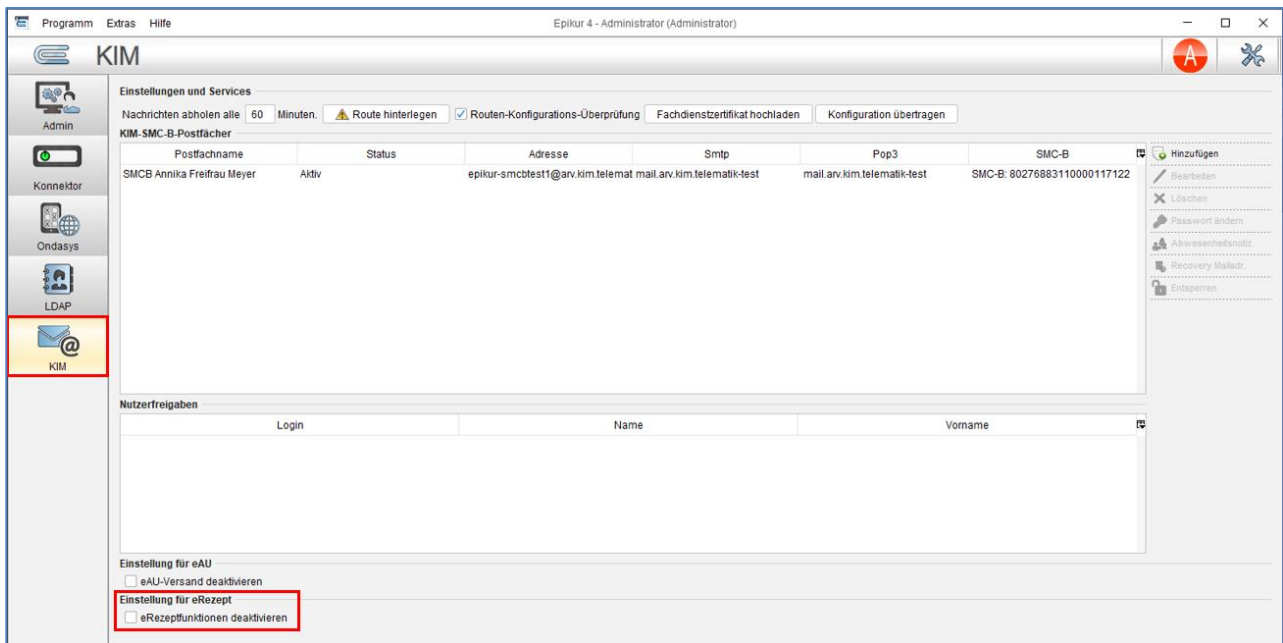 Programm Extras Hilfe Epikur 4 - Administrator (Administrator)
KIM A
Admin
Konnektor
Ondasys
LDAP
@
KIM
Einstellungen und Services
Nachrichten abholen alle 60 Minuten. Route hinterlegen Routen-Konfigurations-Überprüfung Fachdienstzertifikat hochladen Konfiguration übertragen
KIM-SMC-B-Postfächer
Postfachname Status Adresse Smtp Pop3 SMC-B
SMCB Annika Freifrau Meyer Aktiv epikur-smcbtest1@arv.kim.telemat mail.arv.kim.telematik-test mail.arv.kim.telematik-test SMC-B: 80276883110000117122
Hinzufügen
Bearbeiten
Löschen
Passwort ändern
Abwesenheitsnotiz
Recovery Mailadr.
Entsperren
Nutzerfreigaben
Login Name Vorname
Einstellung für eAU
eAU-Versand deaktivieren
Einstellung für eRezept
eRezeptfunktionen deaktivieren